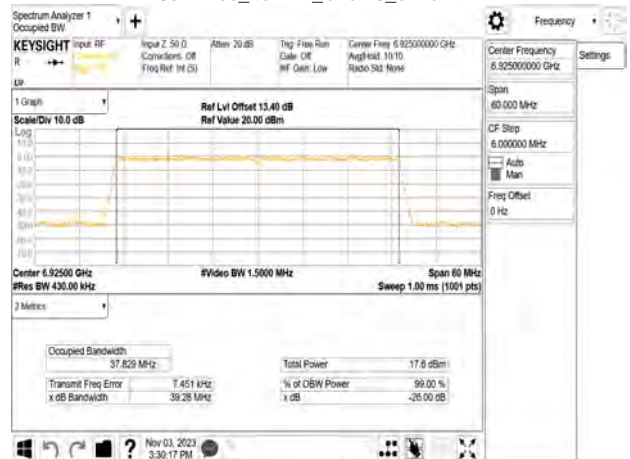 Spectrum Analyzer 1
Occupied BW
+
Frequency
KEYSIGHT
Input: RF
Input Z: 50 Ω
Corrections: Off
Freq Ref: Int (S)
Atten: 20 dB
Trig: Free Run
Gate: Off
#IF Gain: Low
Center Freq: 6.925000000 GHz
Avg|Hold: 10/10
Radio Std: None
R
Center Frequency
6.925000000 GHz
Settings
Span
60.000 MHz
CF Step
6.000000 MHz
Auto
Man
Freq Offset
0 Hz
1 Graph
Scale/Div 10.0 dB
Ref Lvl Offset 13.40 dB
Ref Value 20.00 dBm
Log
Center 6.92500 GHz
#Video BW 1.5000 MHz
Span 60 MHz
#Res BW 430.00 kHz
Sweep 1.00 ms (1001 pts)
2 Metrics
Occupied Bandwidth
37.829 MHz
Total Power
17.6 dBm
Transmit Freq Error
7.451 kHz
% of OBW Power
99.00 %
x dB Bandwidth
39.28 MHz
x dB
-26.00 dB
?
Nov 03, 2023
3:30:17 PM